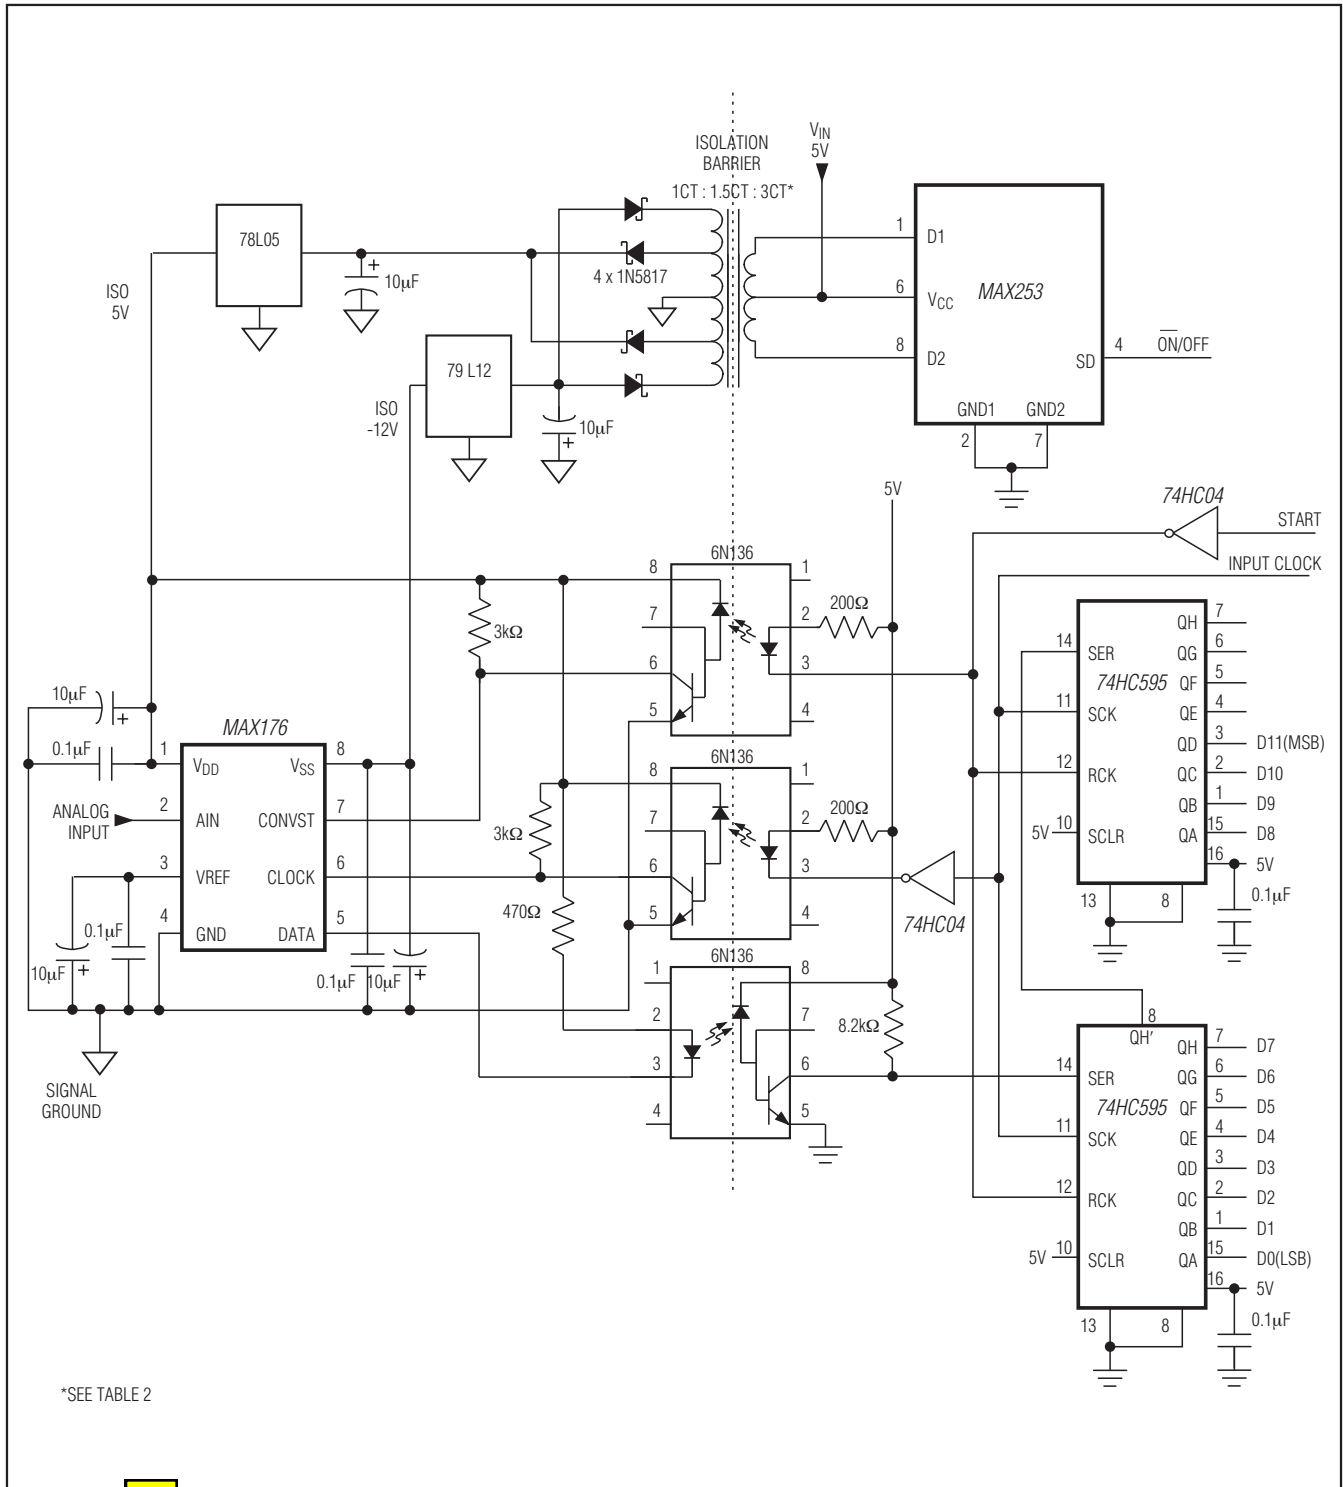 ISOLATION
BARRIER
1CT : 1.5CT : 3CT*
VIN
5V
78L05
10µF
4 x 1N5817
ISO
5V
79 L12
ISO
-12V
10µF
1
D1
6
VCC
8
D2
MAX253
SD
4
ON/OFF
GND1
GND2
2
7
5V
74HC04
START
INPUT CLOCK
6N136
8
7
6
5
1
2
3
4
200Ω
3kΩ
10µF
0.1µF
MAX176
1
VDD
VSS
8
ANALOG
INPUT
2
AIN
CONVST
7
3
VREF
CLOCK
6
4
GND
DATA
5
0.1µF
10µF
0.1µF
10µF
SIGNAL
GROUND
6N136
8
7
6
5
1
2
3
4
200Ω
3kΩ
470Ω
74HC04
6N136
1
2
3
4
8
7
6
5
8.2kΩ
74HC595
14
SER
11
SCK
12
RCK
5V
10
SCLR
QH
7
QG
6
QF
5
QE
4
QD
3
D11(MSB)
QC
2
D10
QB
1
D9
QA
15
D8
16
5V
0.1µF
13
8
8
QH′
74HC595
14
SER
11
SCK
12
RCK
5V
10
SCLR
QH
7
D7
QG
6
D6
QF
5
D5
QE
4
D4
QD
3
D3
QC
2
D2
QB
1
D1
QA
15
D0(LSB)
16
5V
0.1µF
13
8
*SEE TABLE 2